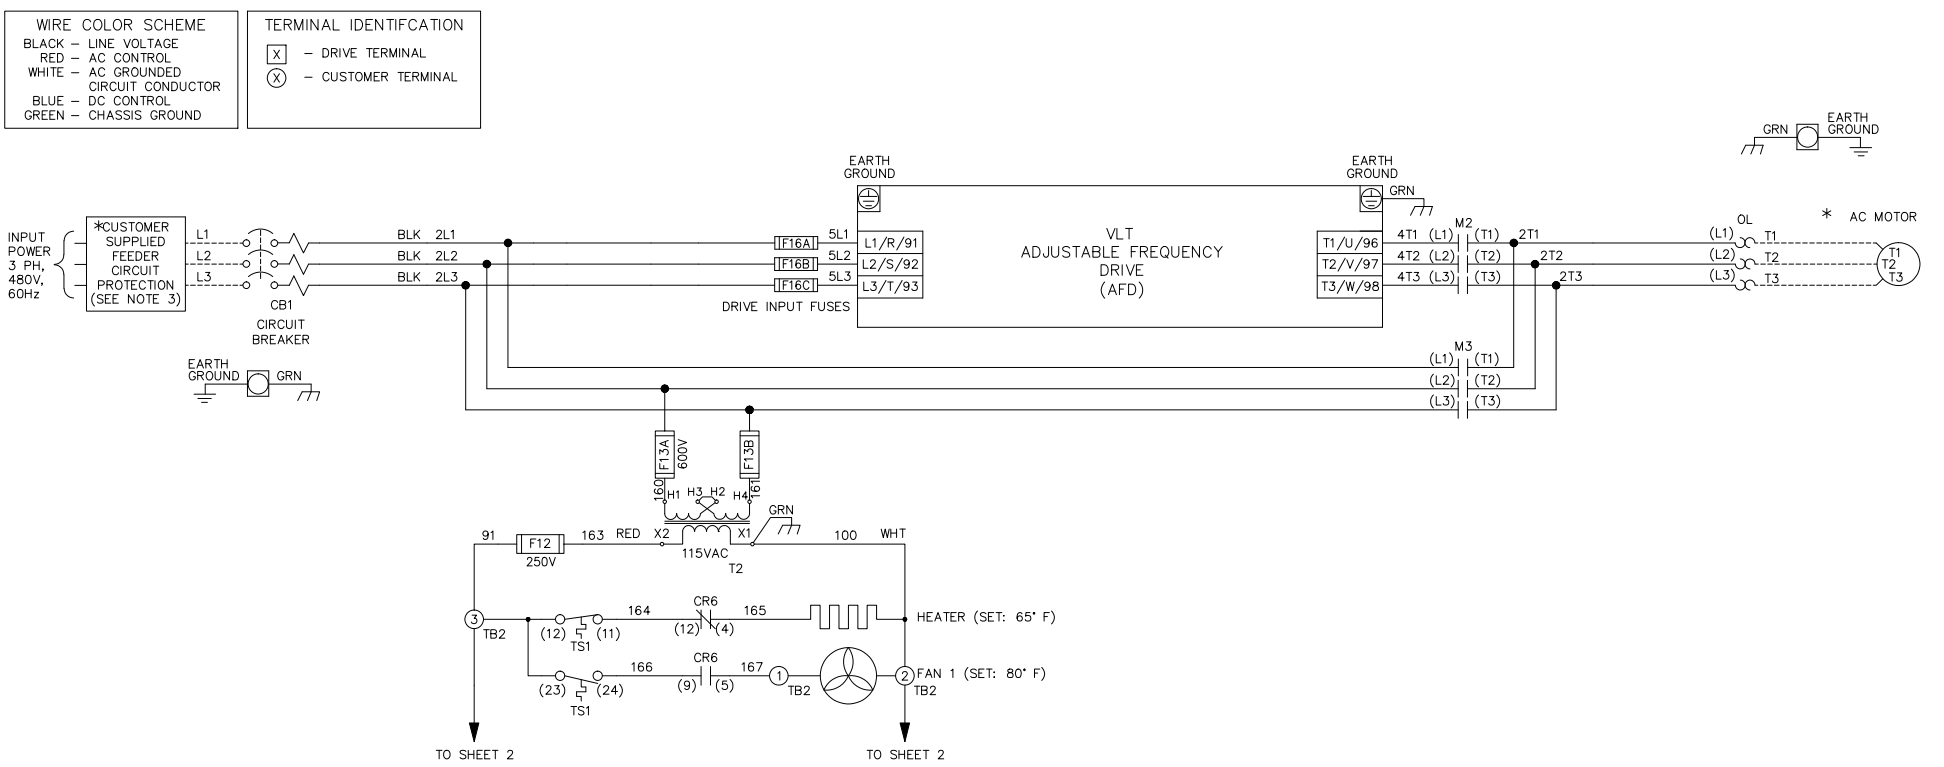 WIRE COLOR SCHEME
BLACK – LINE VOLTAGE
RED – AC CONTROL
WHITE – AC GROUNDED
CIRCUIT CONDUCTOR
BLUE – DC CONTROL
GREEN – CHASSIS GROUND
TERMINAL IDENTIFCATION
X – DRIVE TERMINAL
X – CUSTOMER TERMINAL
INPUT
POWER
3 PH,
480V,
60Hz
*CUSTOMER
SUPPLIED
FEEDER
CIRCUIT
PROTECTION
(SEE NOTE 3)
L1
L2
L3
CB1
CIRCUIT
BREAKER
BLK 2L1
BLK 2L2
BLK 2L3
F16A
F16B
F16C
5L1
5L2
5L3
DRIVE INPUT FUSES
EARTH
GROUND
L1/R/91
L2/S/92
L3/T/93
VLT
ADJUSTABLE FREQUENCY
DRIVE
(AFD)
EARTH
GROUND
GRN
T1/U/96
T2/V/97
T3/W/98
M2
4T1 (L1) (T1) 2T1
4T2 (L2) (T2) 2T2
4T3 (L3) (T3) 2T3
GRN
EARTH
GROUND
OL
(L1) T1
(L2) T2
(L3) T3
* AC MOTOR
T1
T2
T3
EARTH
GROUND
GRN
M3
(L1) (T1)
(L2) (T2)
(L3) (T3)
F13A
600V
F13B
160
161
H1 H3 H2 H4
GRN
91
F12
250V
163 RED X2
X1
100 WHT
115VAC
T2
3
TB2
(12) (11)
TS1
164
CR6
(12) (4)
165
HEATER (SET: 65° F)
(23) (24)
TS1
166
CR6
(9) (5)
167
1
TB2
2
TB2
FAN 1 (SET: 80° F)
TO SHEET 2
TO SHEET 2